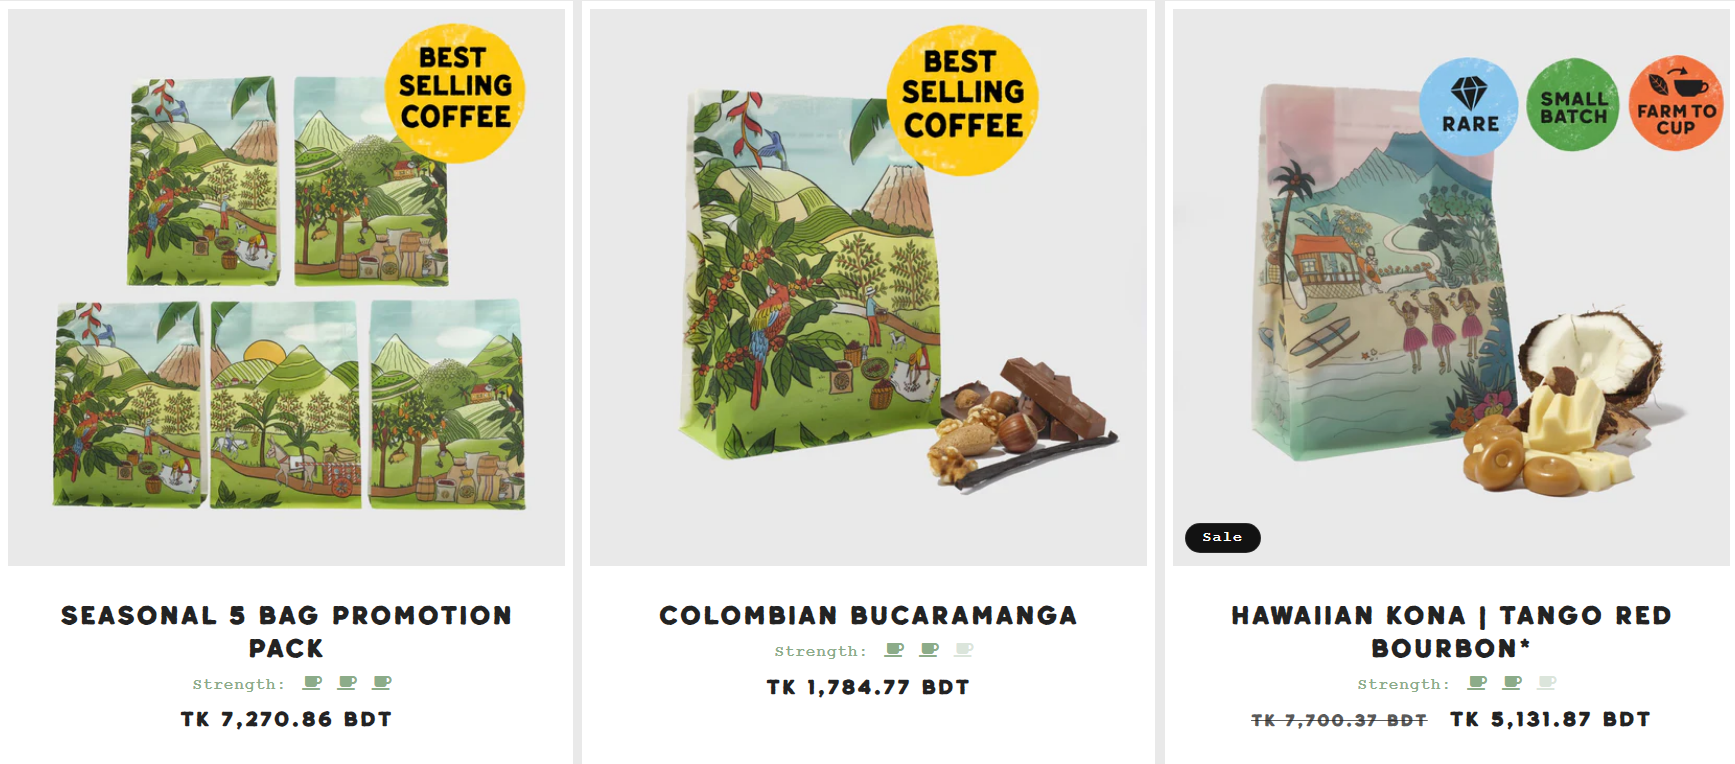 BEST
SELLING
COFFEE
SEASONAL 5 BAG PROMOTION
PACK
Strength:
TK 7,270.86 BDT
BEST
SELLING
COFFEE
COLOMBIAN BUCARAMANGA
Strength:
TK 1,784.77 BDT
RARE
SMALL
BATCH
FARM TO
CUP
Sale
HAWAIIAN KONA | TANGO RED
BOURBON*
Strength:
TK 7,700.37 BDT TK 5,131.87 BDT